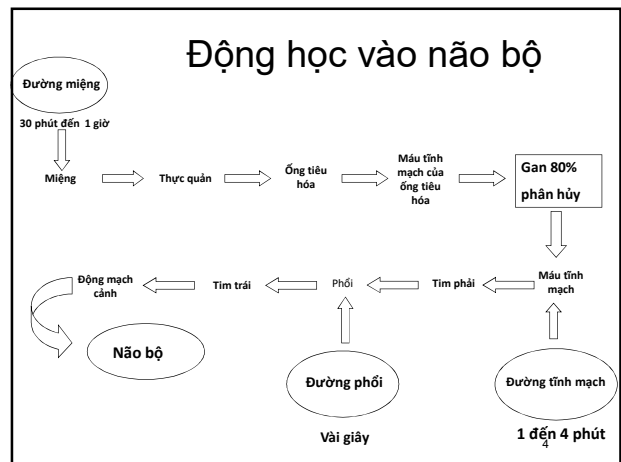 Động học vào não bộ
Đường miệng
30 phút đến 1 giờ
Miệng
Thực quản
Ống tiêu
hóa
Máu tĩnh
mạch của
ống tiêu
hóa
Gan 80%
phân hủy
Máu tĩnh
mạch
Tim phải
Phổi
Tim trái
Động mạch
cảnh
Não bộ
Đường phổi
Vài giây
Đường tĩnh mạch
1 đến 4 phút
4